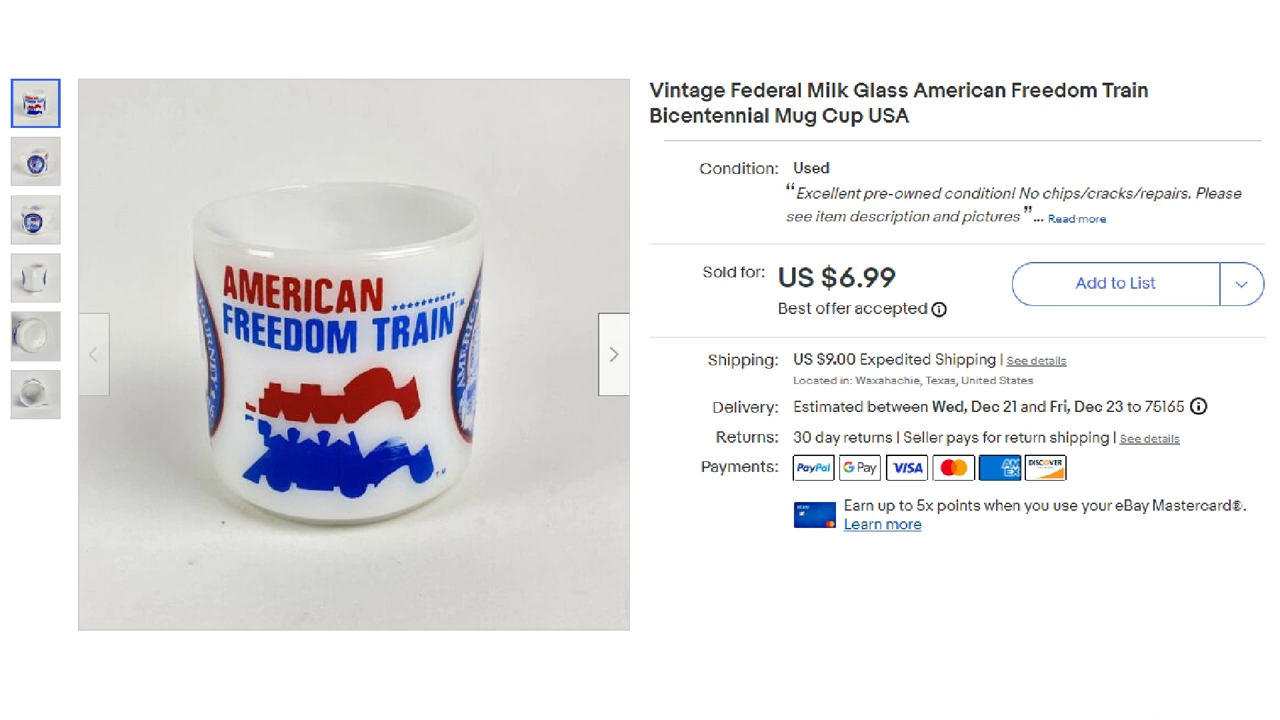 Vintage Federal Milk Glass American Freedom Train
Bicentennial Mug Cup USA
AMERICAN
FREEDOM TRAIN™
TM
Condition: Used
“Excellent pre-owned condition! No chips/cracks/repairs. Please
see item description and pictures”... Read more
Sold for: US $6.99
Best offer accepted
Add to List
Shipping: US $9.00 Expedited Shipping | See details
Located in: Waxahachie, Texas, United States
Delivery: Estimated between Wed, Dec 21 and Fri, Dec 23 to 75165
Returns: 30 day returns | Seller pays for return shipping | See details
Payments: PayPal G Pay VISA AMEX DISCOVER
Earn up to 5x points when you use your eBay Mastercard®.
Learn more